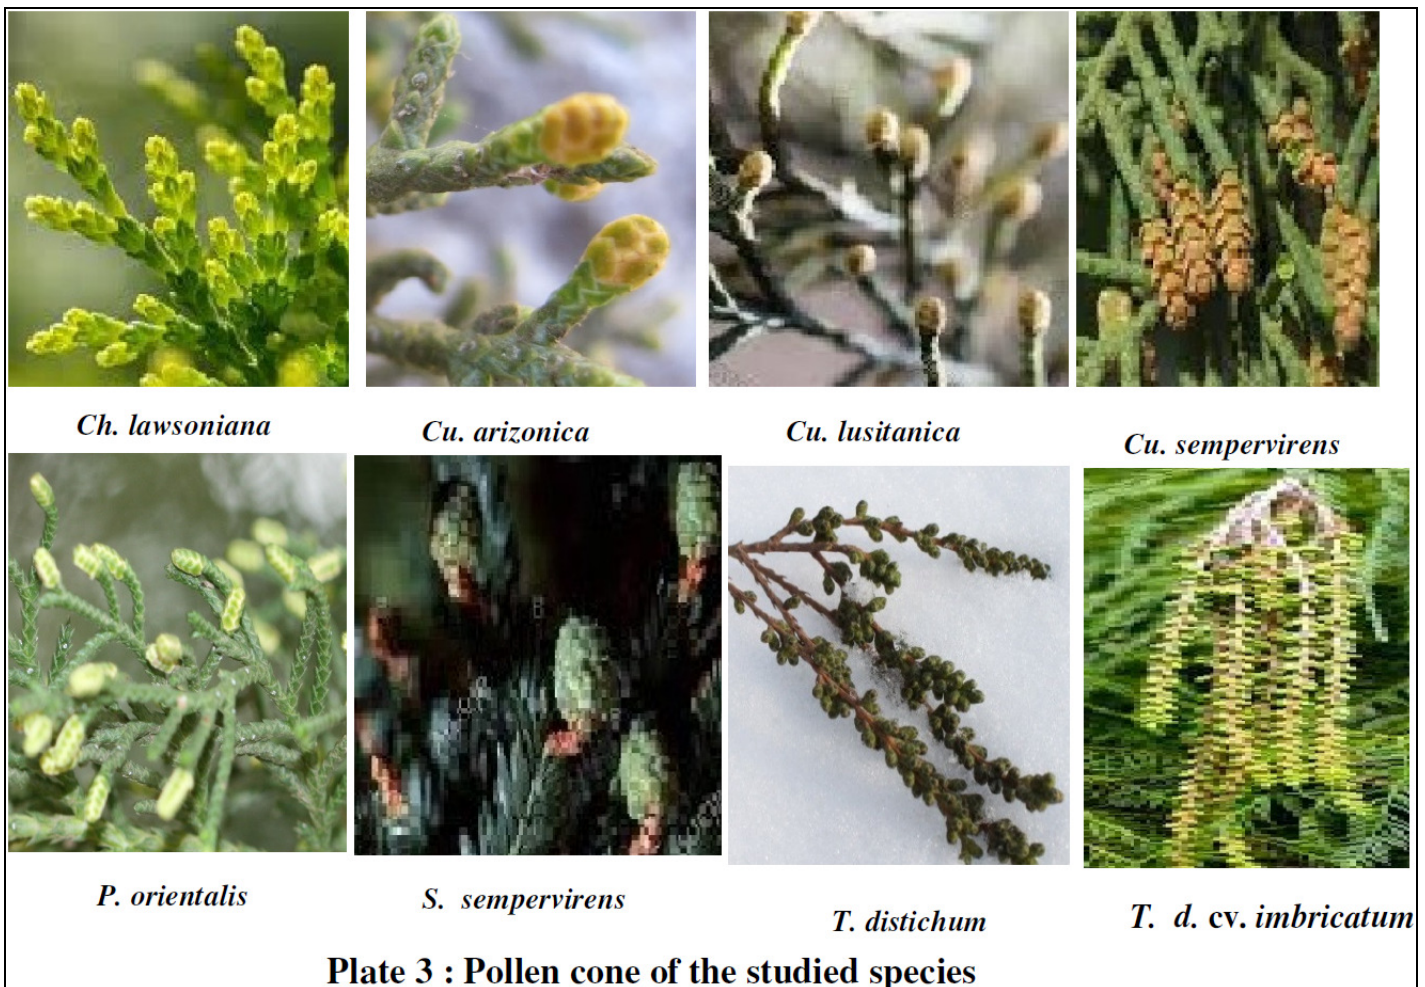 Ch. lawsoniana
Cu. arizonica
Cu. lusitanica
Cu. sempervirens
P. orientalis
S. sempervirens
T. distichum
T. d. cv. imbricatum
Plate 3 : Pollen cone of the studied species